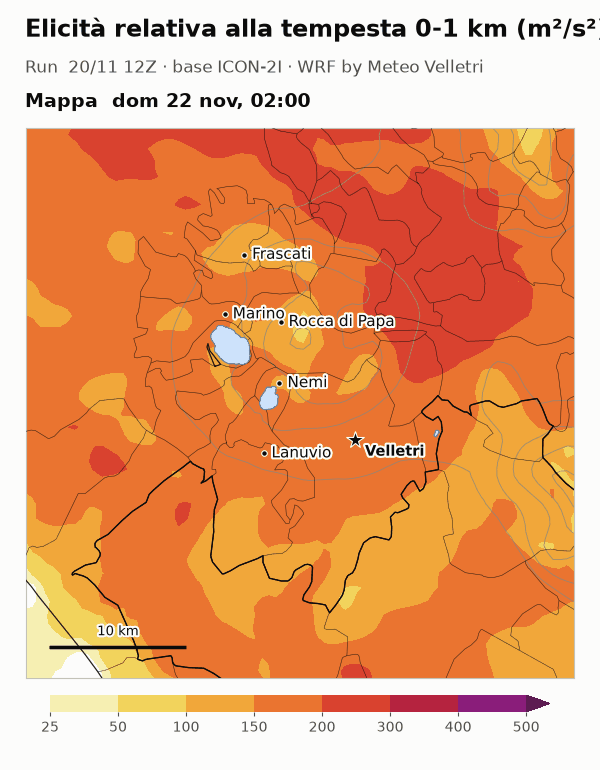 Elicità relativa alla tempesta 0-1 km (m²/s²)
Run 20/11 12Z · base ICON-2I · WRF by Meteo Velletri
Mappa dom 22 nov, 02:00
Frascati
Marino
Rocca di Papa
Nemi
Velletri
Lanuvio
10 km
25 50 100 150 200 300 400 500